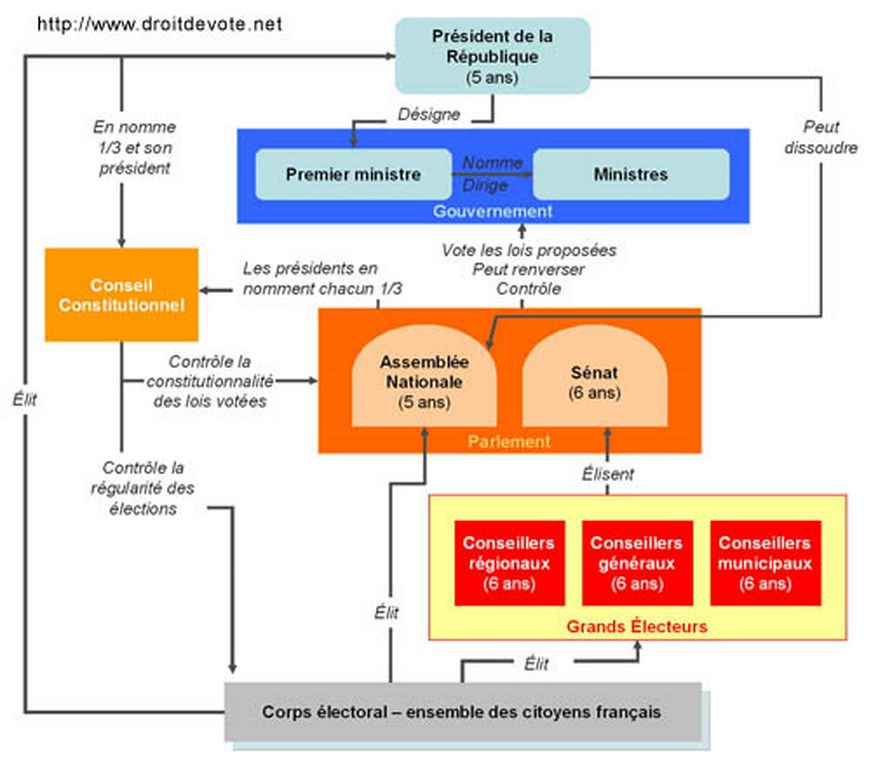 http://www.droitdevote.net
Président de la
République
(5 ans)
Désigne
En nomme
1/3 et son
président
Peut
dissoudre
Premier ministre
Nomme
Dirige
Ministres
Gouvernement
Vote les lois proposées
Peut renverser
Contrôle
Les présidents en
nomment chacun 1/3
Conseil
Constitutionnel
Assemblée
Nationale
(5 ans)
Sénat
(6 ans)
Parlement
Contrôle la
constitutionnalité
des lois votées
Élit
Contrôle la
régularité des
élections
Élisent
Conseillers
régionaux
(6 ans)
Conseillers
généraux
(6 ans)
Conseillers
municipaux
(6 ans)
Grands Électeurs
Élit
Élit
Corps électoral – ensemble des citoyens français